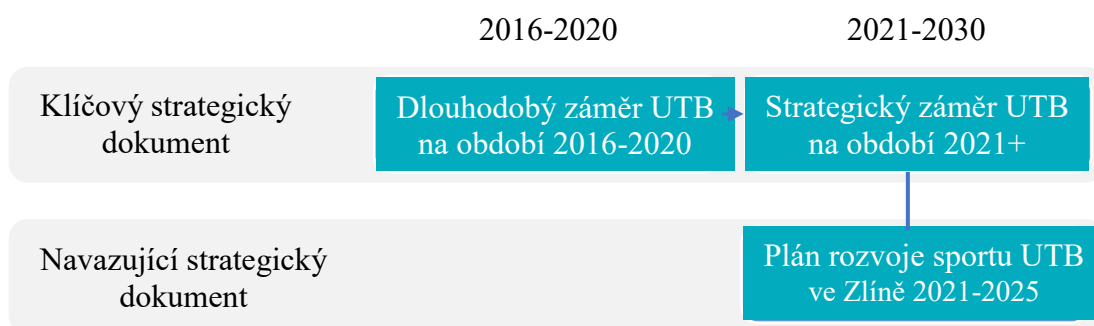 2016-2020
2021-2030
Klíčový strategický
dokument
Dlouhodobý záměr UTB
na období 2016-2020
Strategický záměr UTB
na období 2021+
Navazující strategický
dokument
Plán rozvoje sportu UTB
ve Zlíně 2021-2025